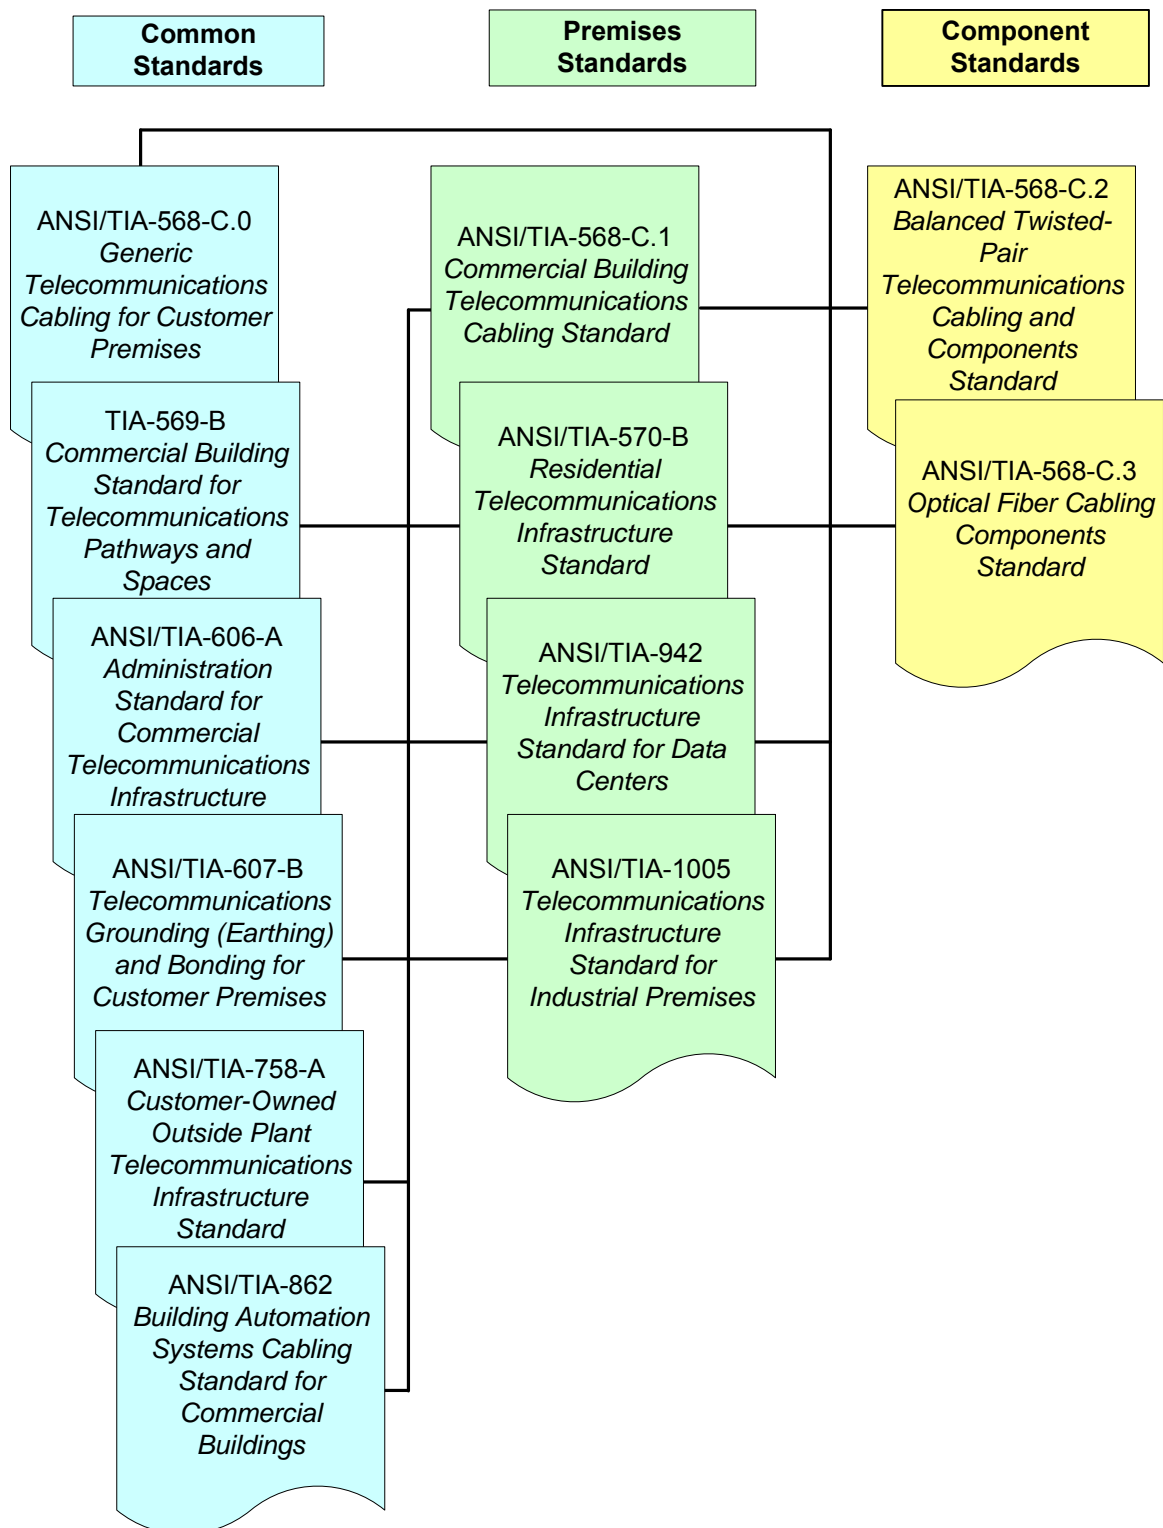 Common
Standards
Premises
Standards
Component
Standards
ANSI/TIA-568-C.0
Generic
Telecommunications
Cabling for Customer
Premises
TIA-569-B
Commercial Building
Standard for
Telecommunications
Pathways and
Spaces
ANSI/TIA-606-A
Administration
Standard for
Commercial
Telecommunications
Infrastructure
ANSI/TIA-607-B
Telecommunications
Grounding (Earthing)
and Bonding for
Customer Premises
ANSI/TIA-758-A
Customer-Owned
Outside Plant
Telecommunications
Infrastructure
Standard
ANSI/TIA-862
Building Automation
Systems Cabling
Standard for
Commercial
Buildings
ANSI/TIA-568-C.1
Commercial Building
Telecommunications
Cabling Standard
ANSI/TIA-570-B
Residential
Telecommunications
Infrastructure
Standard
ANSI/TIA-942
Telecommunications
Infrastructure
Standard for Data
Centers
ANSI/TIA-1005
Telecommunications
Infrastructure
Standard for
Industrial Premises
ANSI/TIA-568-C.2
Balanced Twisted-
Pair
Telecommunications
Cabling and
Components
Standard
ANSI/TIA-568-C.3
Optical Fiber Cabling
Components
Standard